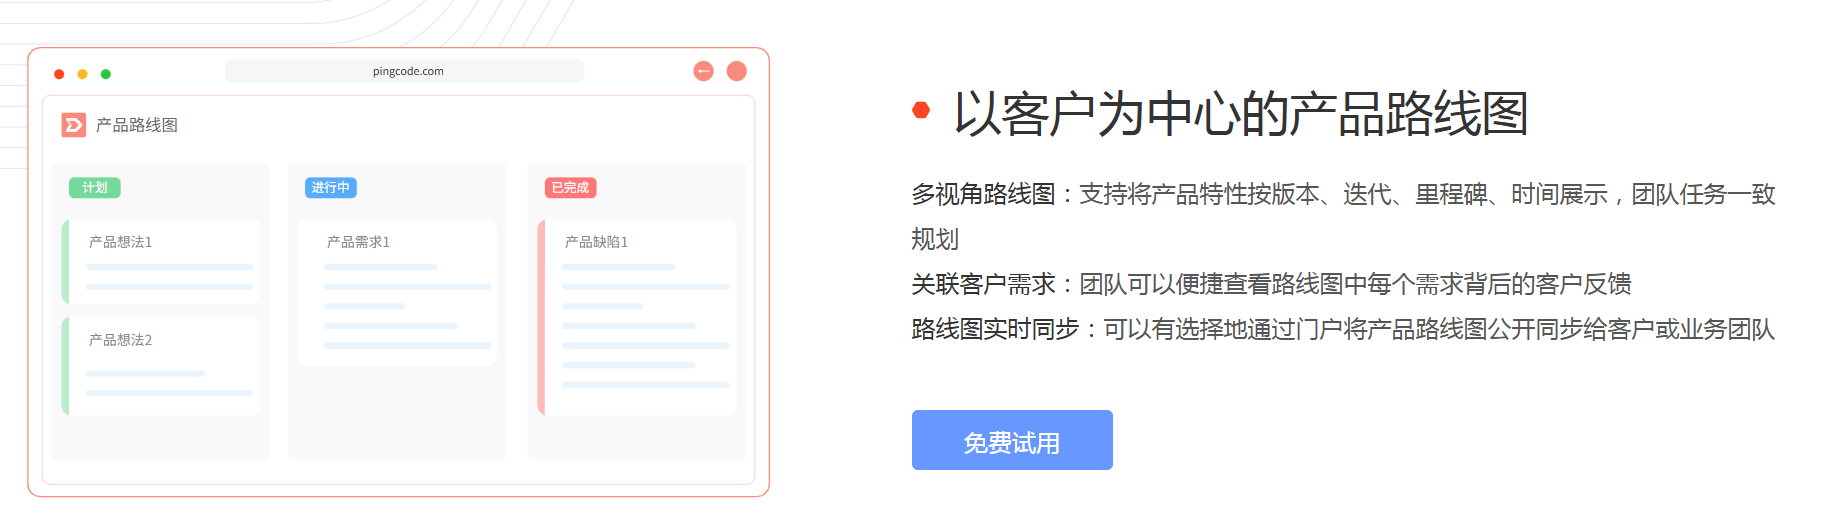 pingcode.com
产品路线图
计划
进行中
已完成
产品想法1
产品需求1
产品缺陷1
产品想法2
以客户为中心的产品路线图
多视角路线图：支持将产品特性按版本、迭代、里程碑、时间展示，团队任务一致
规划
关联客户需求：团队可以便捷查看路线图中每个需求背后的客户反馈
路线图实时同步：可以有选择地通过门户将产品路线图公开同步给客户或业务团队
免费试用